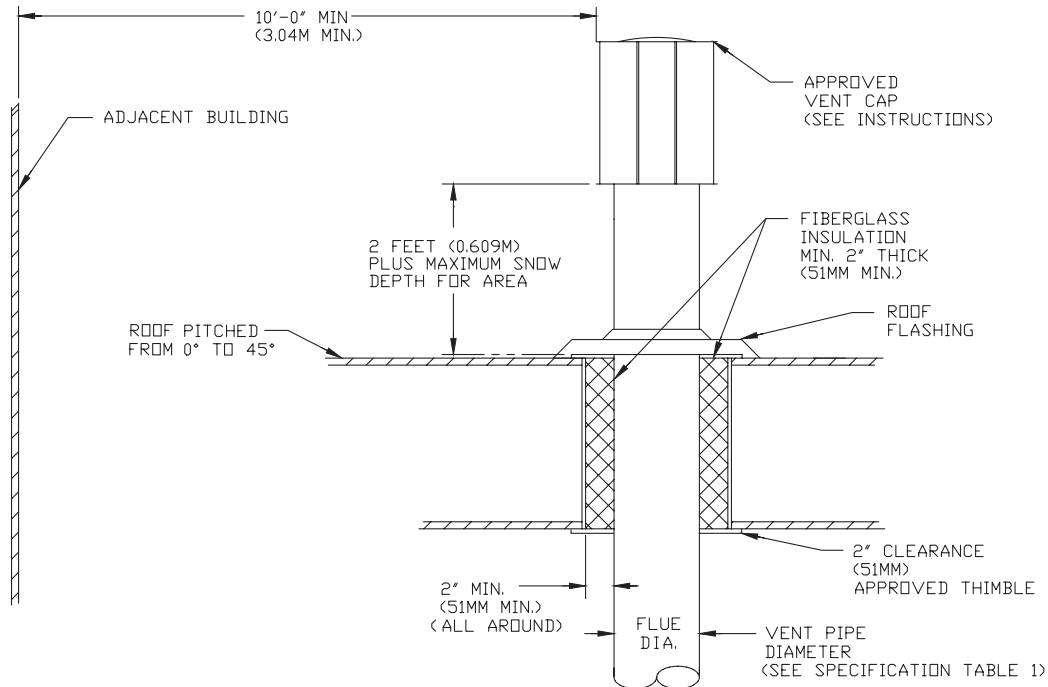 10'-0" MIN
(3.04M MIN.)
APPROVED
VENT CAP
(SEE INSTRUCTIONS)
ADJACENT BUILDING
2 FEET (0.609M)
PLUS MAXIMUM SNOW
DEPTH FOR AREA
FIBERGLASS
INSULATION
MIN. 2" THICK
(51MM MIN.)
ROOF PITCHED
FROM 0° TO 45°
ROOF
FLASHING
2" CLEARANCE
(51MM)
APPROVED THIMBLE
2" MIN.
(51MM MIN.)
(ALL AROUND)
FLUE
DIA.
VENT PIPE
DIAMETER
(SEE SPECIFICATION TABLE 1)